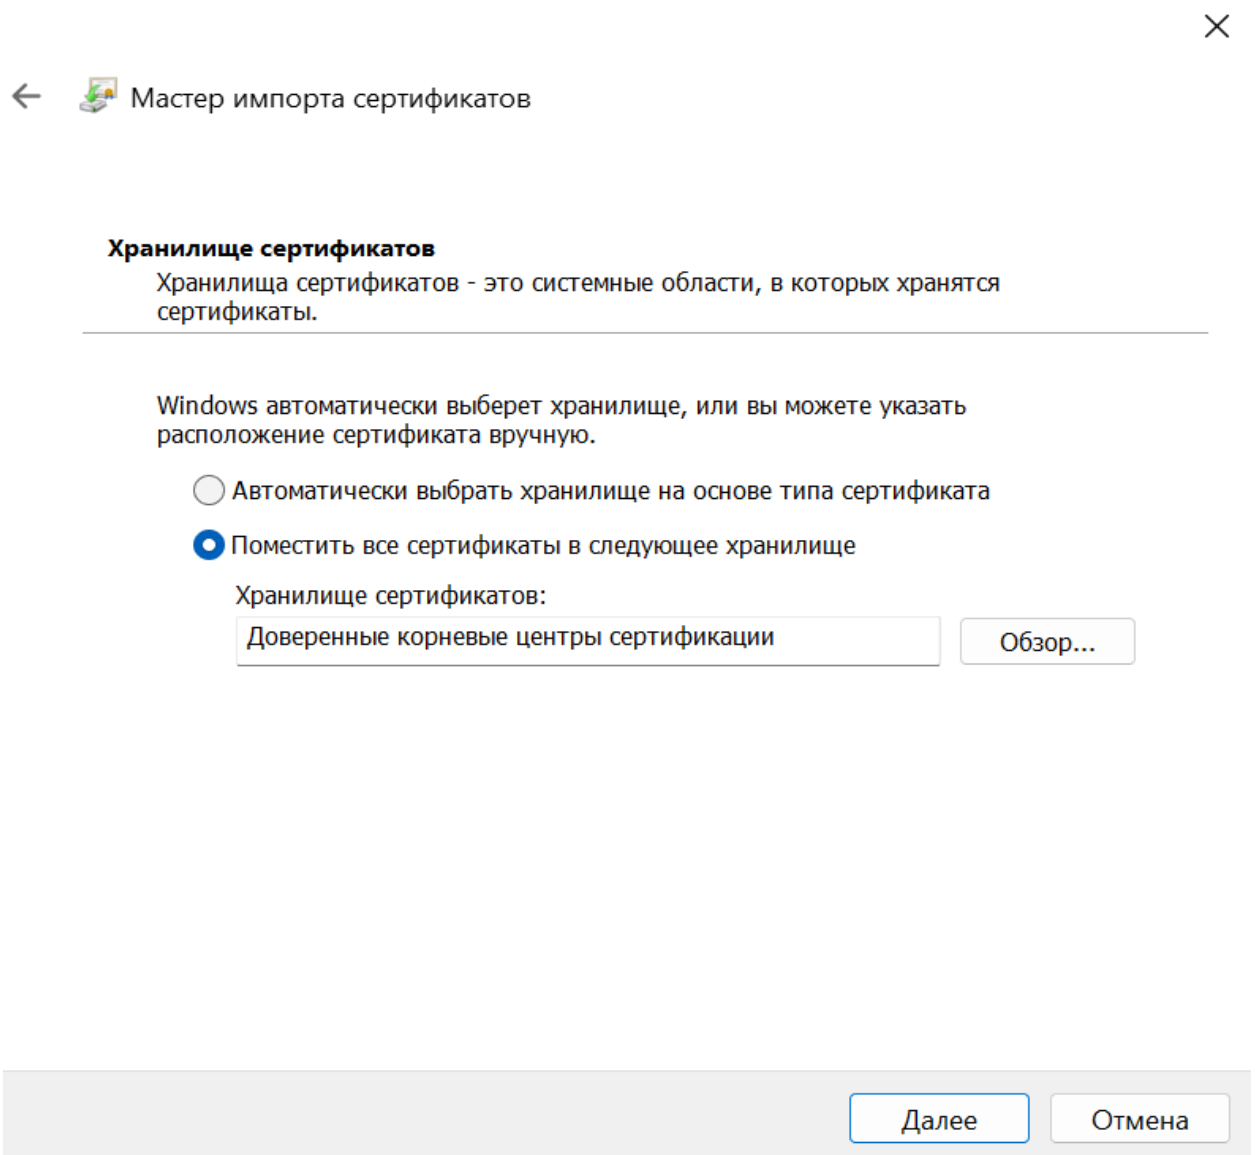 Мастер импорта сертификатов
Хранилище сертификатов
Хранилища сертификатов - это системные области, в которых хранятся
сертификаты.
Windows автоматически выберет хранилище, или вы можете указать
расположение сертификата вручную.
Автоматически выбрать хранилище на основе типа сертификата
Поместить все сертификаты в следующее хранилище
Хранилище сертификатов:
Доверенные корневые центры сертификации
Обзор...
Далее
Отмена